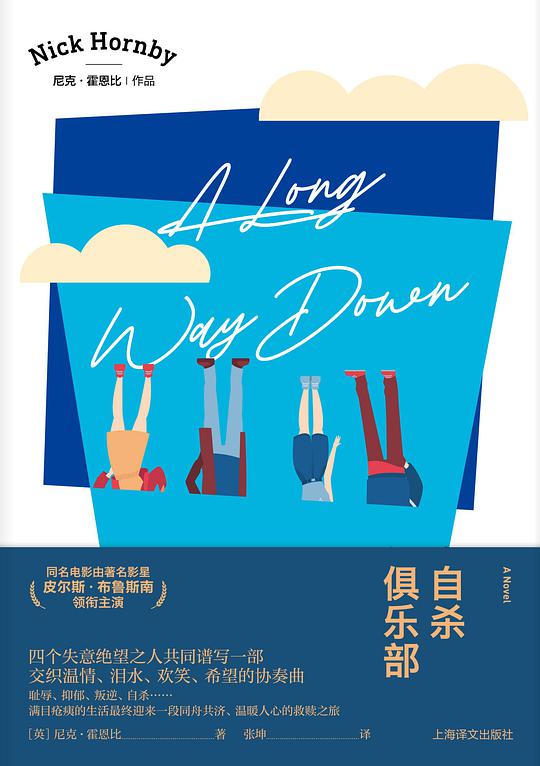 Nick Hornby
尼克·霍恩比 | 作品
A Long
Way Down
同名电影由著名影星
皮尔斯·布鲁斯南
领衔主演
自杀
俱乐部
A Novel
四个失意绝望之人共同谱写一部
交织温情、泪水、欢笑、希望的协奏曲
耻辱、抑郁、叛逆、自杀……
满目疮痍的生活最终迎来一段同舟共济、温暖人心的救赎之旅
[英] 尼克·霍恩比 著 张坤 译
上海译文出版社